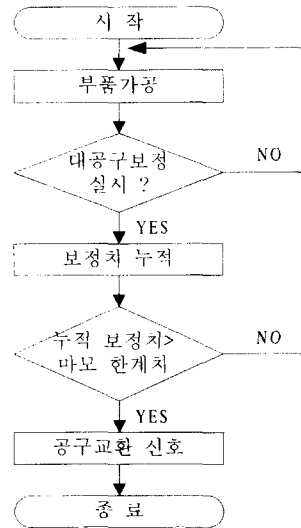 시 작
부품가공
대공구보정
실시 ?
NO
YES
보정치 누적
누적 보정치>
마모 한계치
NO
YES
공구교환 신호
종 료